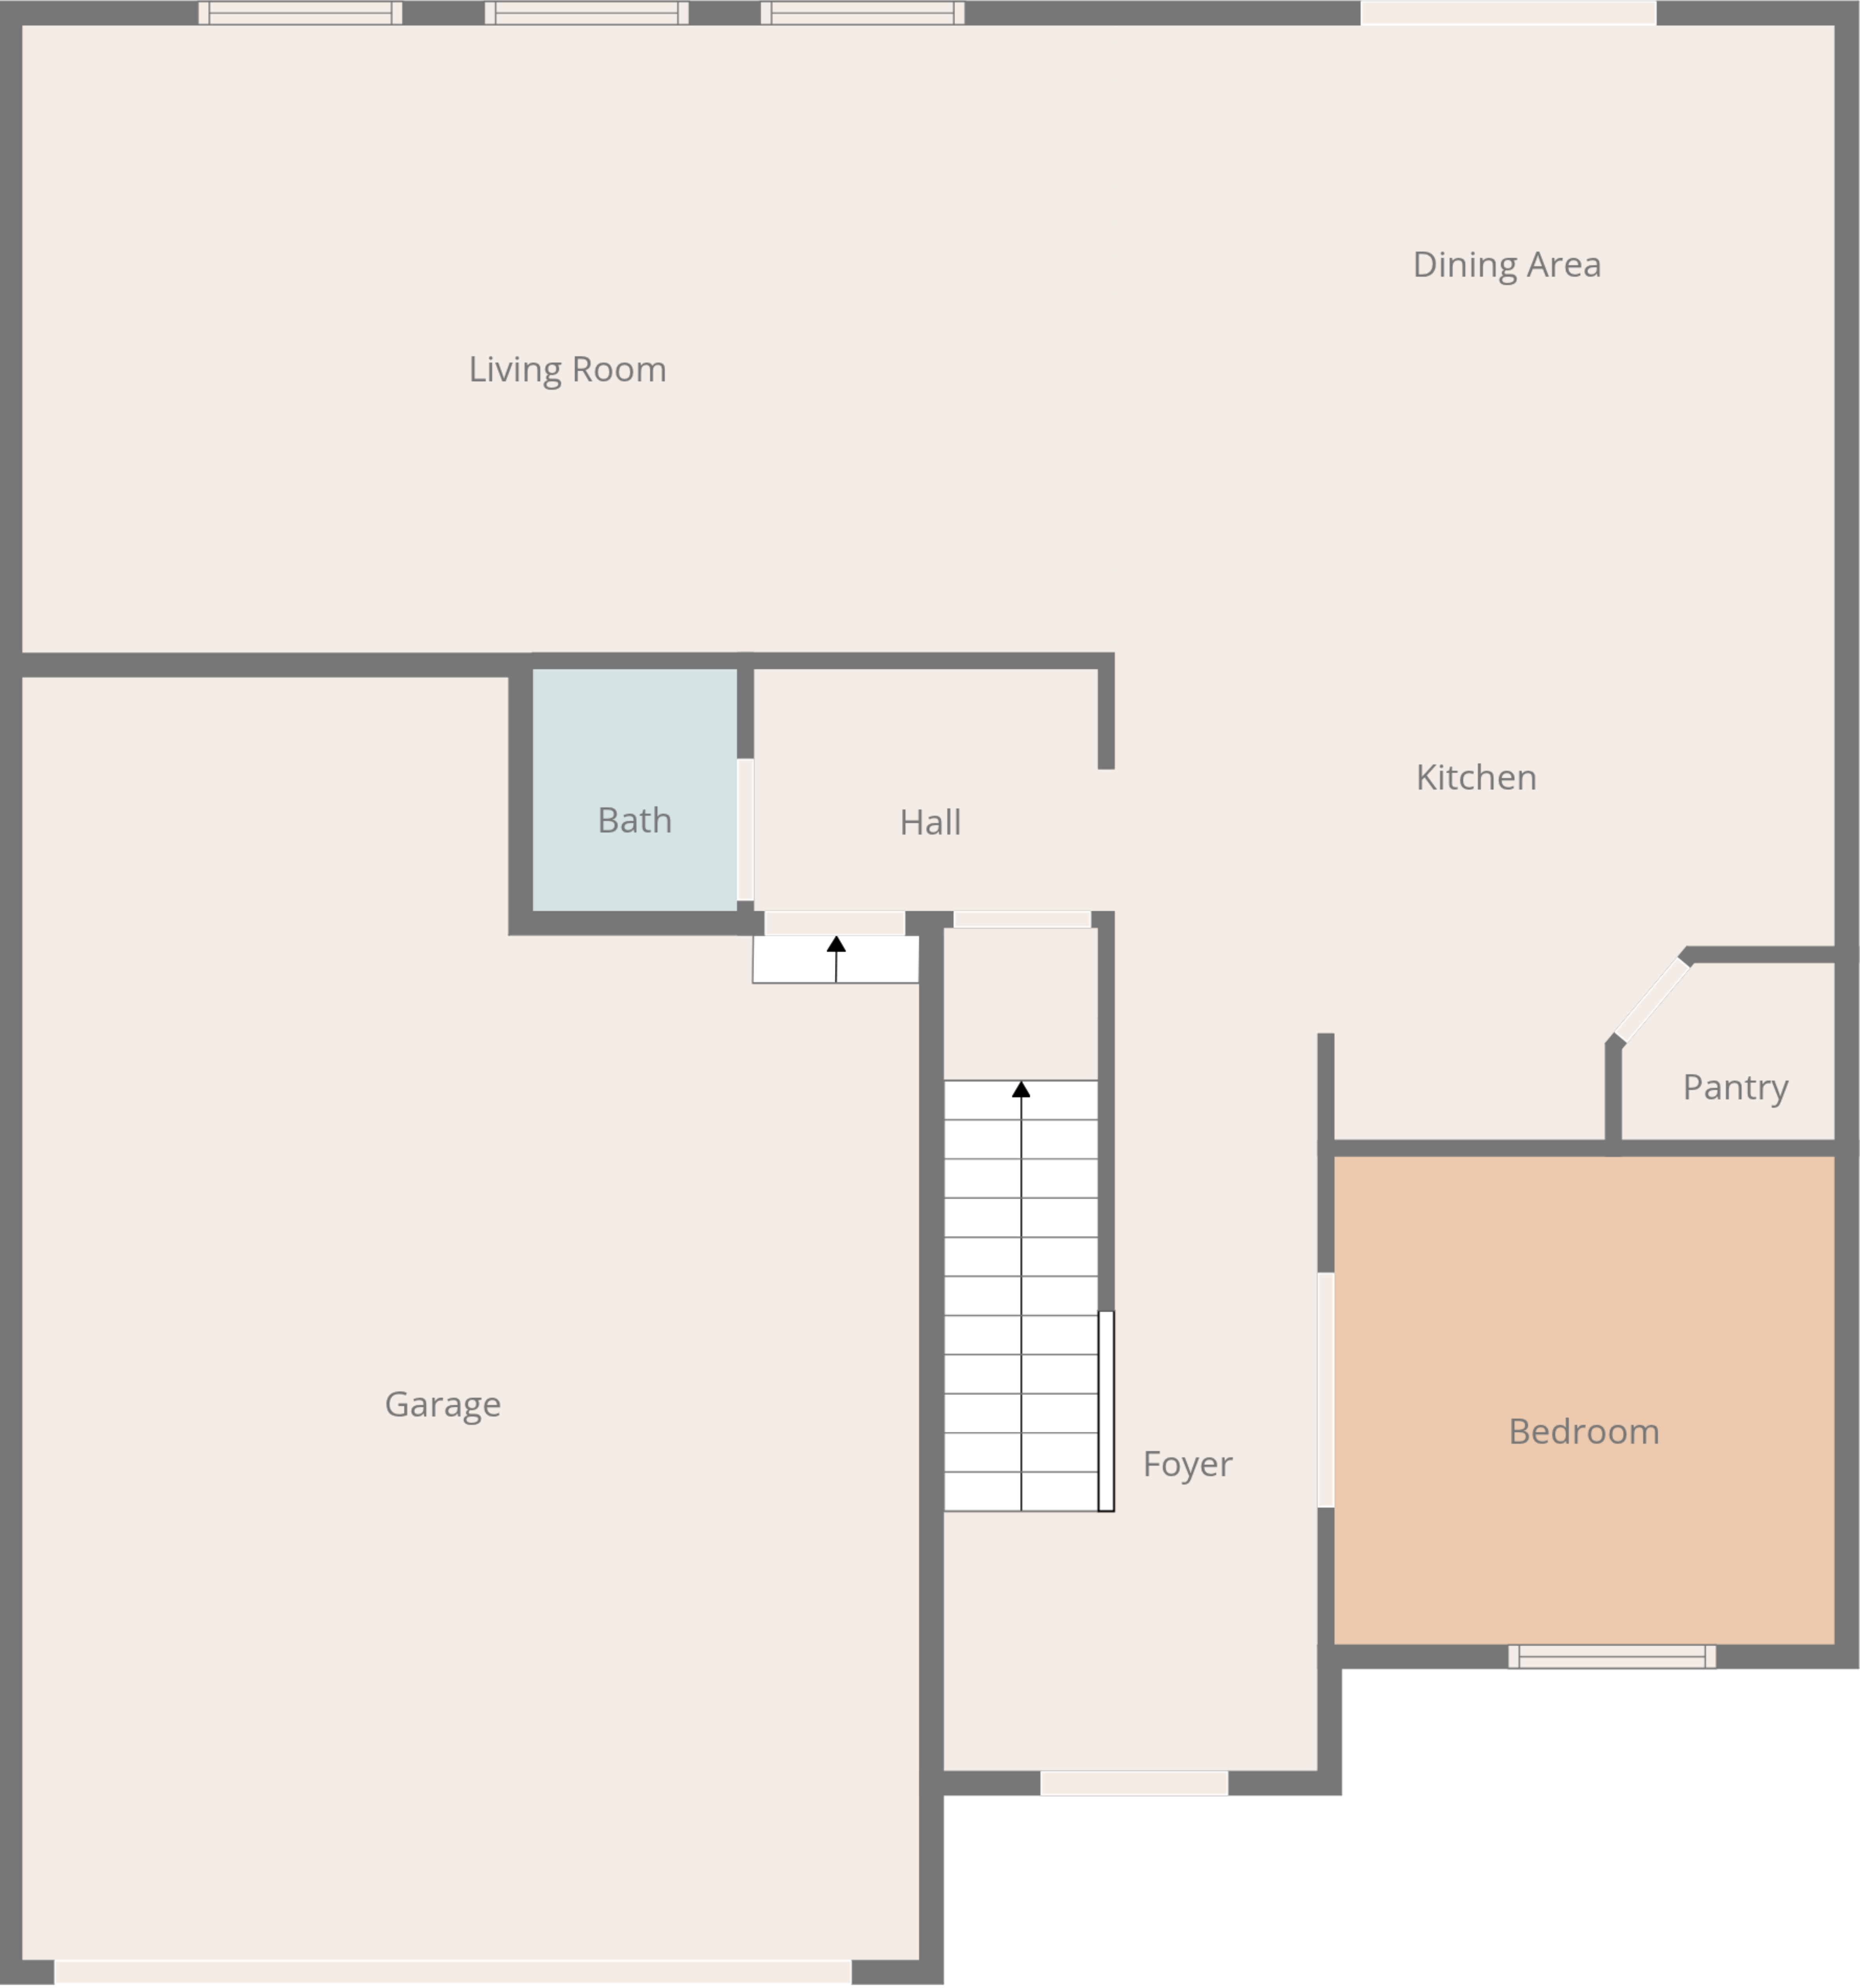 Dining Area
Living Room
Kitchen
Bath
Hall
Pantry
Garage
Bedroom
Foyer